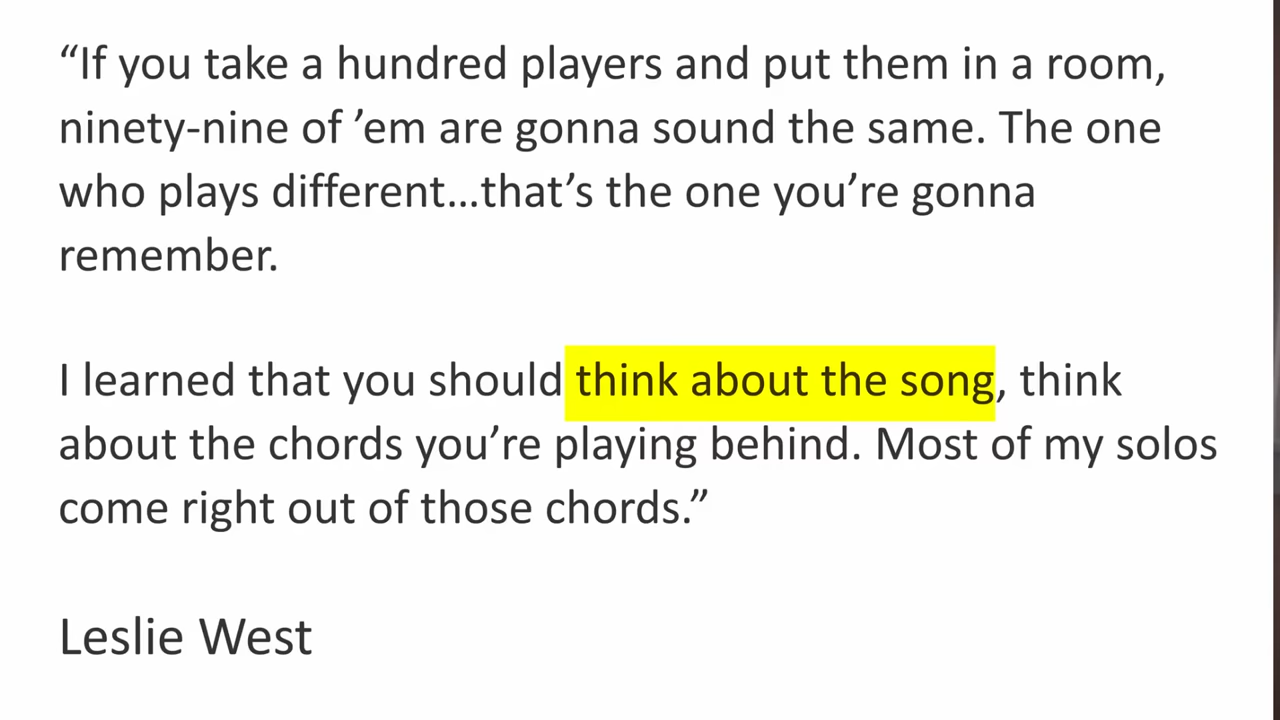 “If you take a hundred players and put them in a room,
ninety-nine of ’em are gonna sound the same. The one
who plays different…that’s the one you’re gonna
remember.
I learned that you should think about the song, think
about the chords you’re playing behind. Most of my solos
come right out of those chords.”
Leslie West